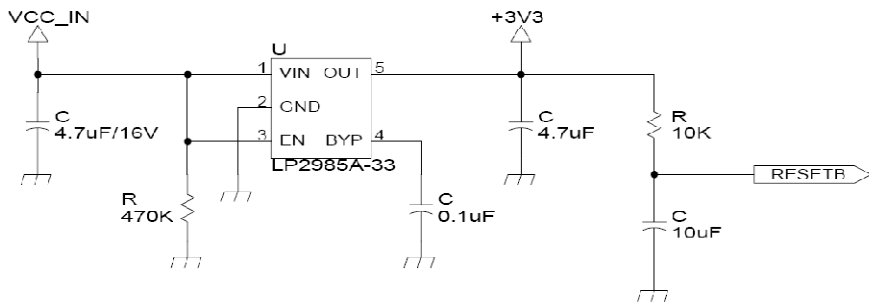 VCC_IN
+3V3
U
1 VIN OUT 5
2 GND
3 EN BYP 4
LP2985A-33
C
4.7uF/16V
C
4.7uF
R
10K
RESETB
R
470K
C
0.1uF
C
10uF